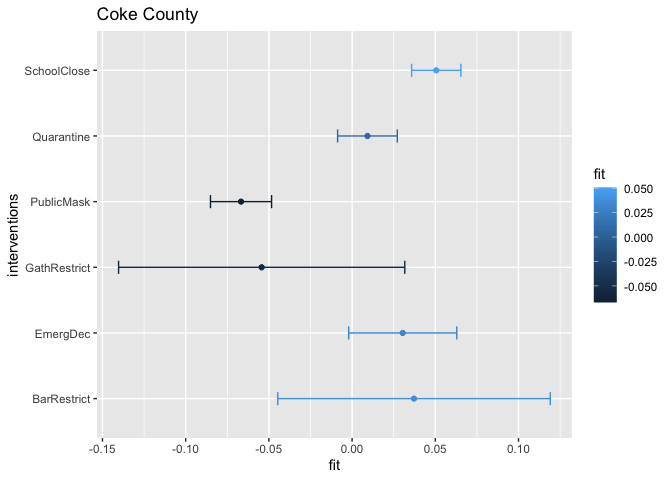 Coke County
SchoolClose
Quarantine
PublicMask
GathRestrict
EmergDec
BarRestrict
interventions
-0.15 -0.10 -0.05 0.00 0.05 0.10
fit
fit
0.050
0.025
0.000
-0.025
-0.050